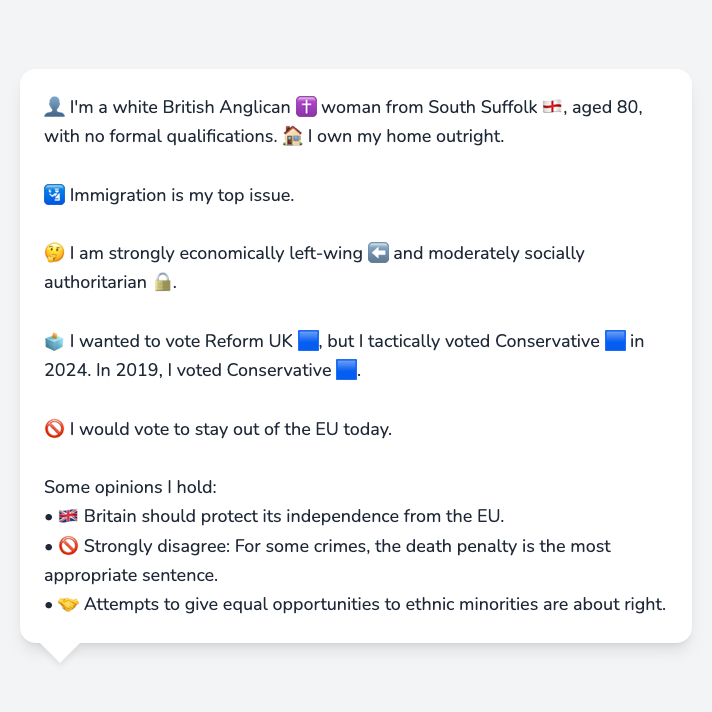 👤 I'm a white British Anglican ✝️ woman from South Suffolk 🏴󠁧󠁢󠁥󠁮󠁧󠁿, aged 80,
with no formal qualifications. 🏠 I own my home outright.
🛂 Immigration is my top issue.
🤔 I am strongly economically left-wing ⬅️ and moderately socially
authoritarian 🔒.
🗳️ I wanted to vote Reform UK 🟦, but I tactically voted Conservative 🟦 in
2024. In 2019, I voted Conservative 🟦.
🚫 I would vote to stay out of the EU today.
Some opinions I hold:
• 🇬🇧 Britain should protect its independence from the EU.
• 🚫 Strongly disagree: For some crimes, the death penalty is the most
appropriate sentence.
• 🤝 Attempts to give equal opportunities to ethnic minorities are about right.